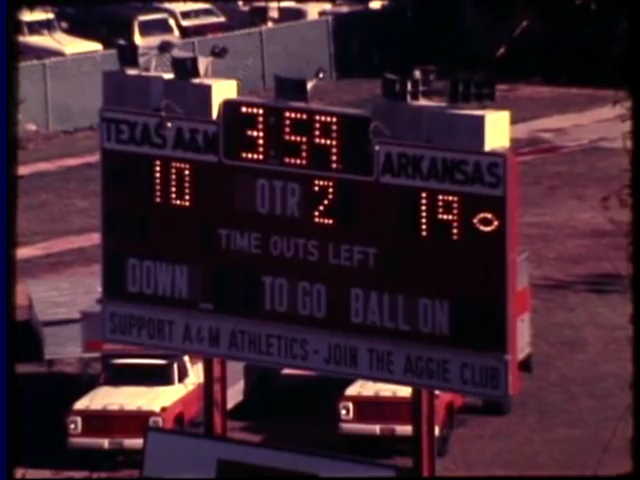 3:59
TEXAS A&M
ARKANSAS
10 QTR 2 19
TIME OUTS LEFT
DOWN TO GO BALL ON
SUPPORT A&M ATHLETICS - JOIN THE AGGIE CLUB